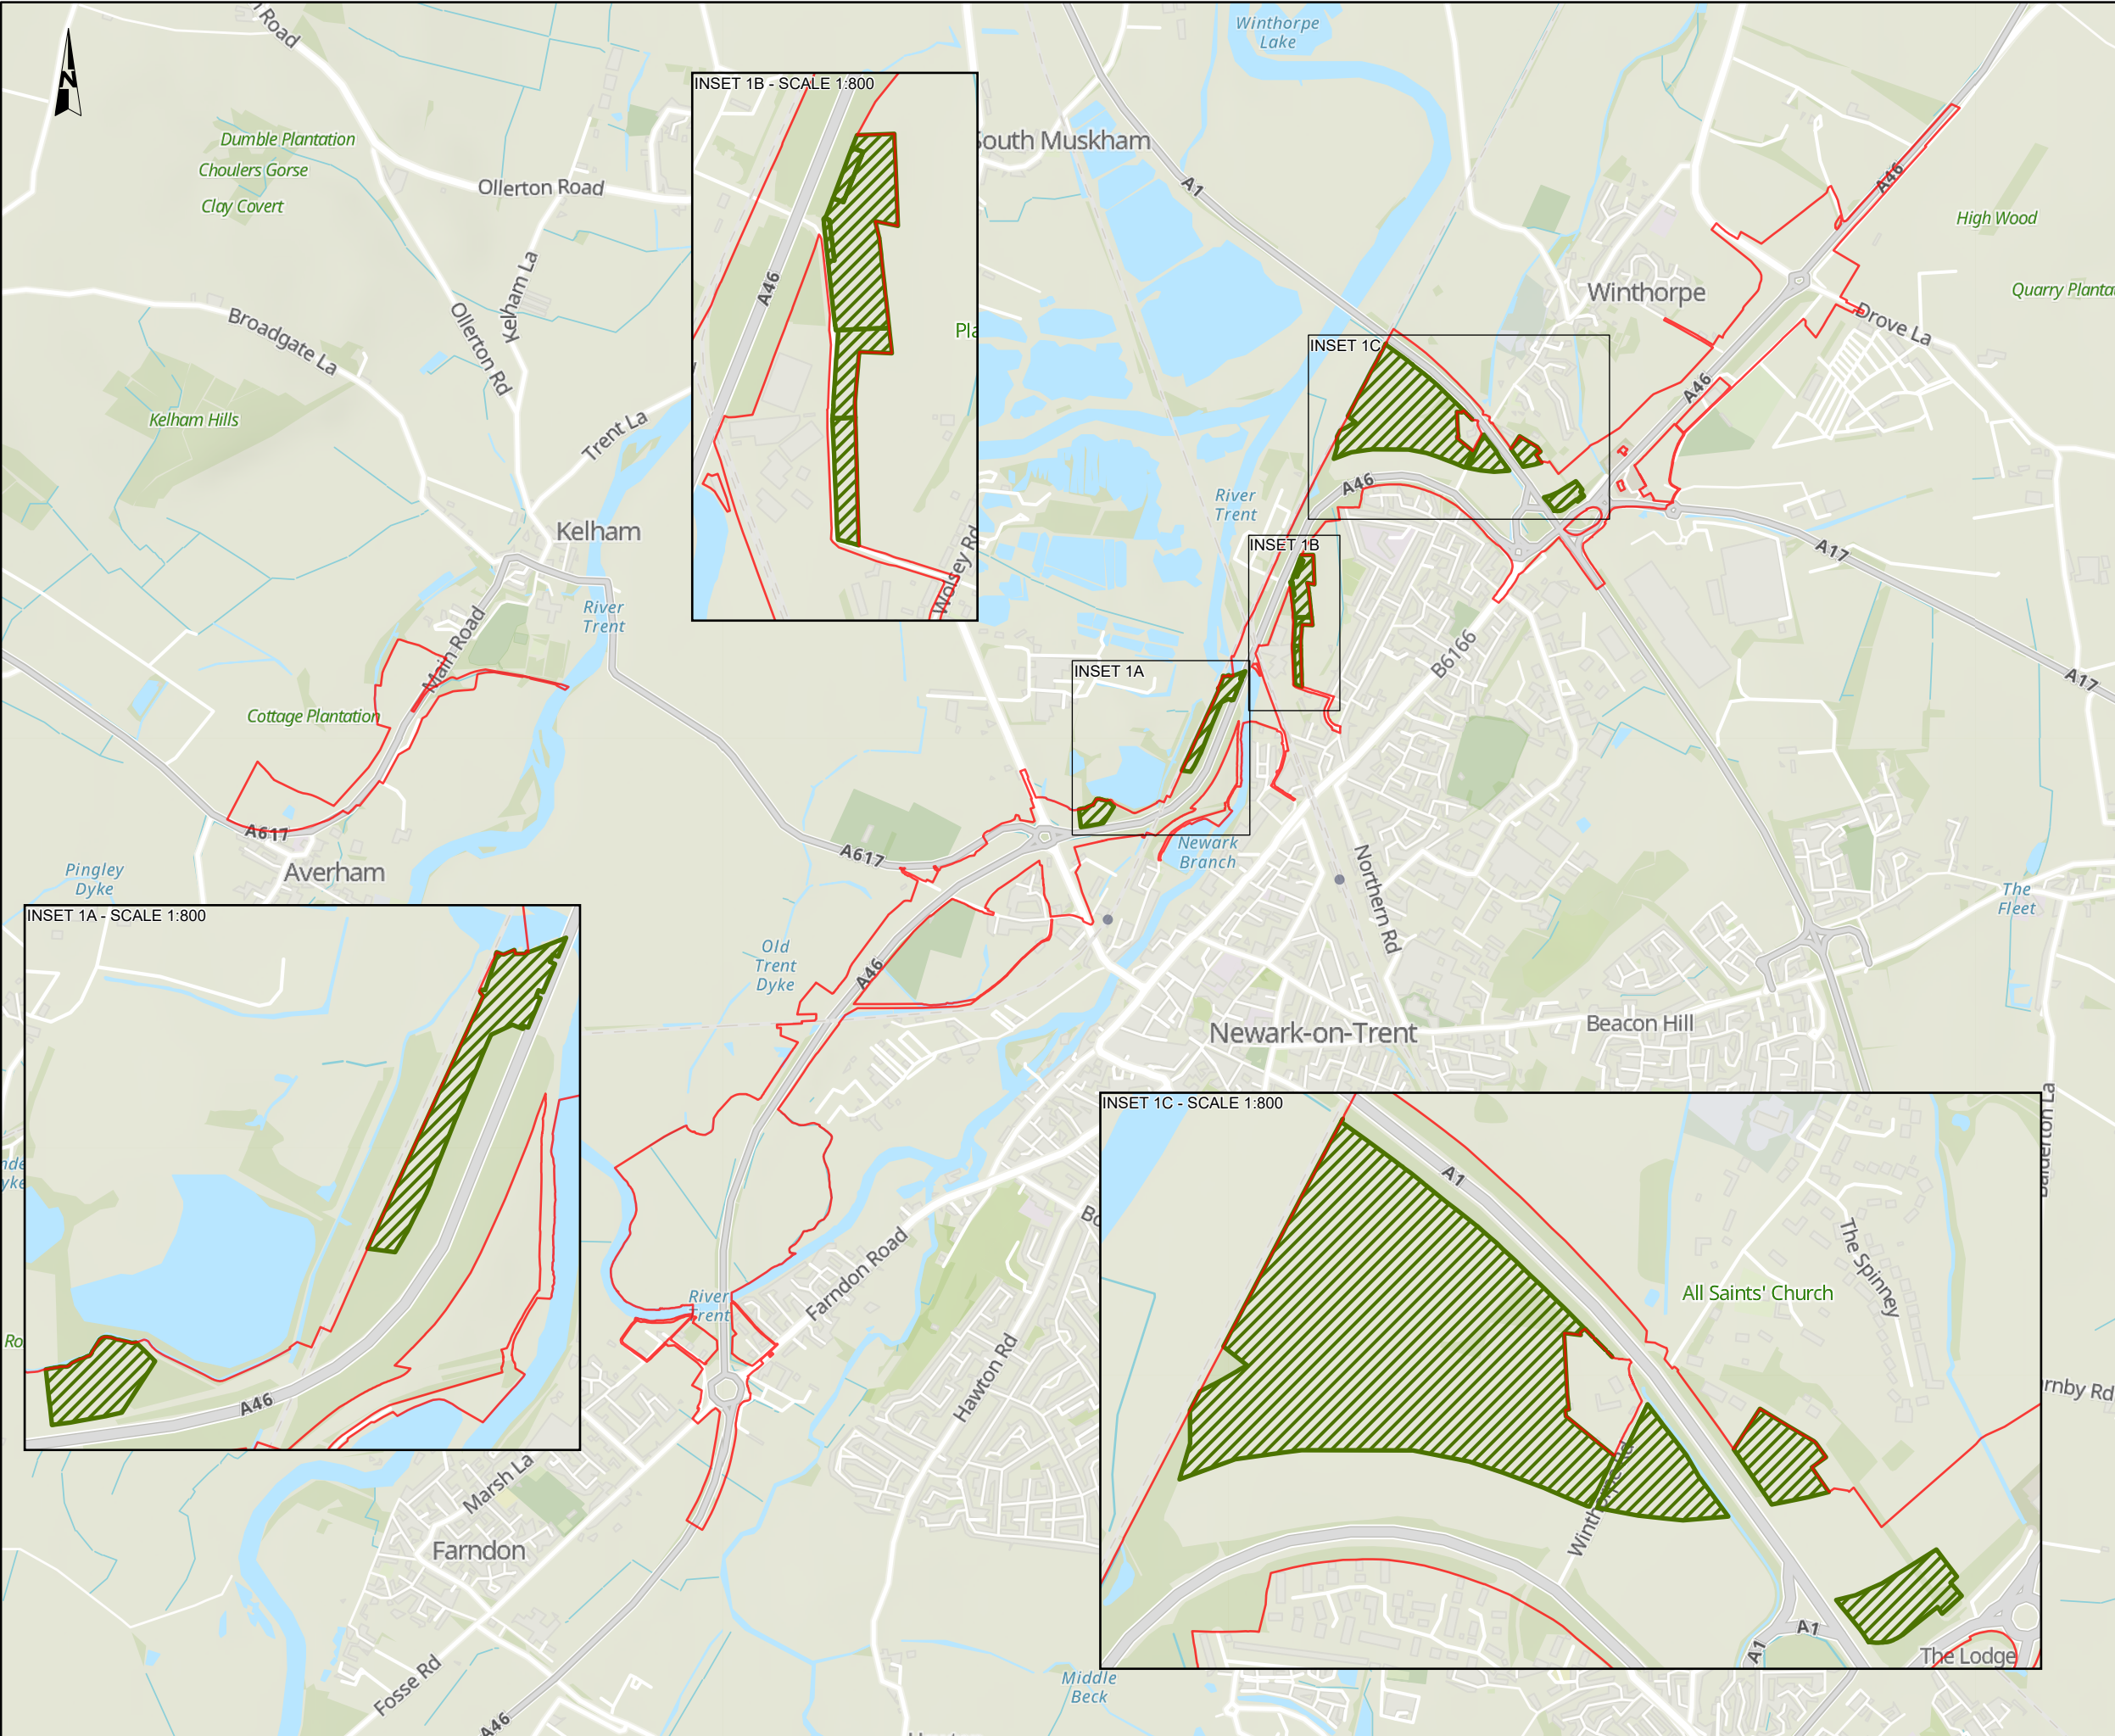 Winthorpe
Lake
N
INSET 1B - SCALE 1:800
South Muskham
Dumble Plantation
Choulers Gorse
Clay Covert
Ollerton Road
A1
A46
High Wood
Quarry
Winthorpe
Drove La
A46
Kelham La
Broadgate La
Ollerton Rd
INSET 1C
A46
Kelham Hills
Trent La
A46
River
Trent
Kelham
Wolsey Rd
INSET 1B
A17
River
Trent
Main Road
B6166
INSET 1A
A17
Cottage Plantation
A617
Averham
A617
Newark
Branch
Northern Rd
Pingley
Dyke
The
Fleet
INSET 1A - SCALE 1:800
Old
Trent
Dyke
A46
Newark-on-Trent
Beacon Hill
INSET 1C - SCALE 1:800
Balderton La
A1
The Spinney
All Saints' Church
Farndon Road
River
Trent
Hawton Rd
A46
Winthorpe Rd
Marsh La
Farndon
A1
A1
The Lodge
Fosse Rd
A46
Middle
Beck